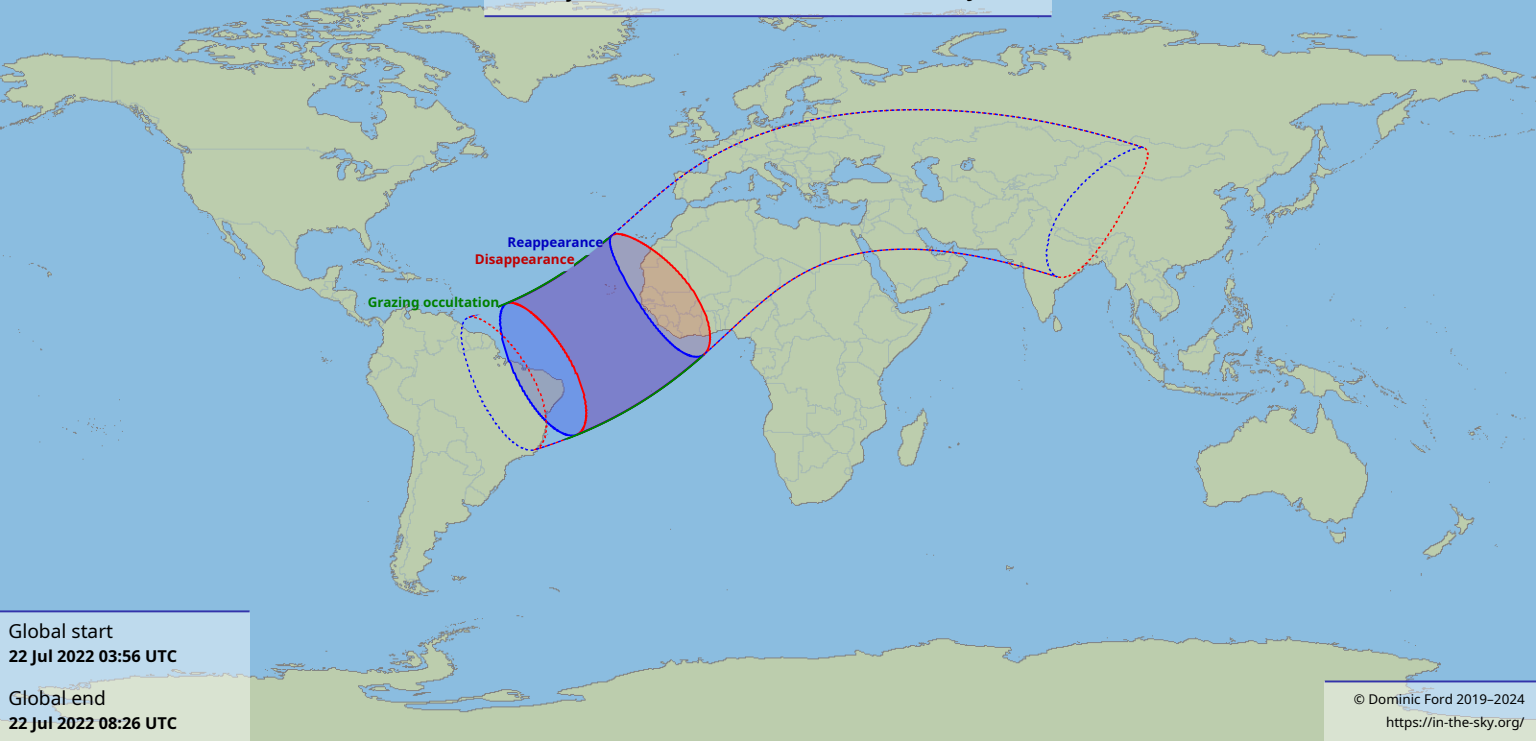 Reappearance
Disappearance
Grazing occultation
Global start
22 Jul 2022 03:56 UTC
Global end
22 Jul 2022 08:26 UTC
© Dominic Ford 2019–2024
https://in-the-sky.org/